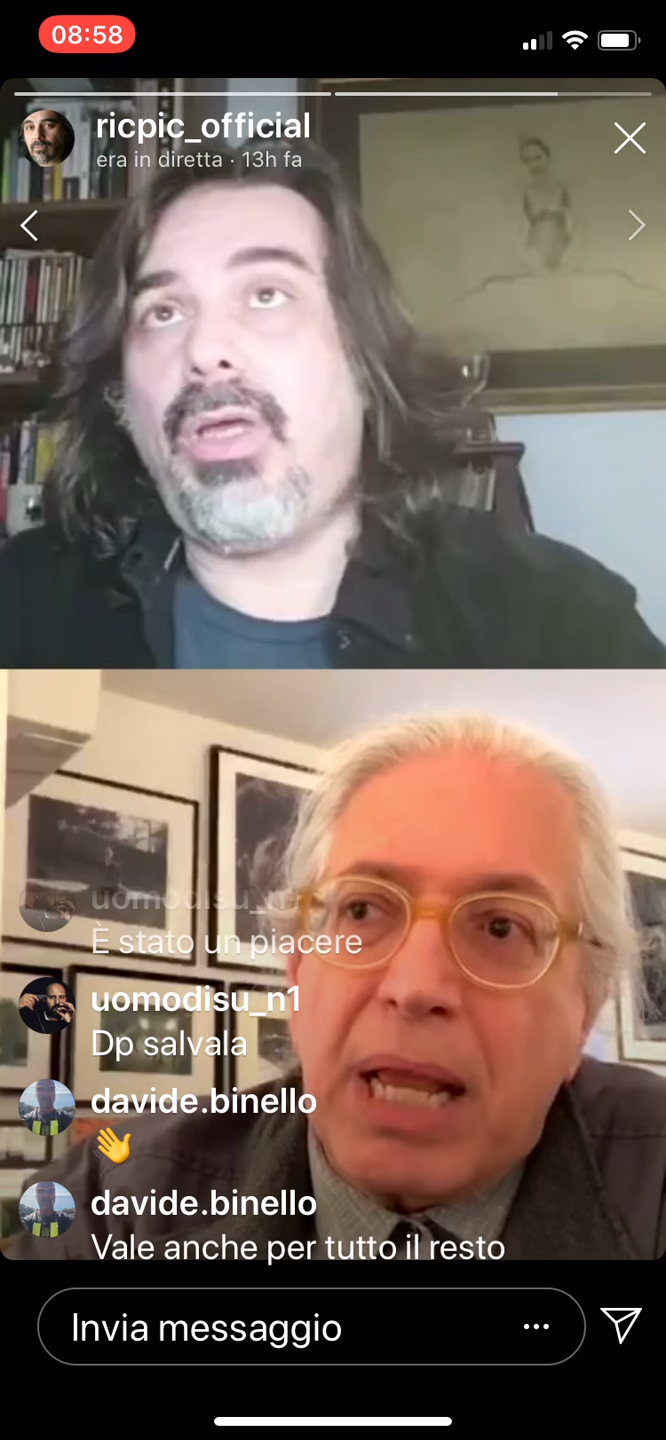 08:58
ricpic_official
era in diretta · 13h fa
uomodisu_n1
È stato un piacere
uomodisu_n1
Dp salvala
davide.binello
👋
davide.binello
Vale anche per tutto il resto
Invia messaggio